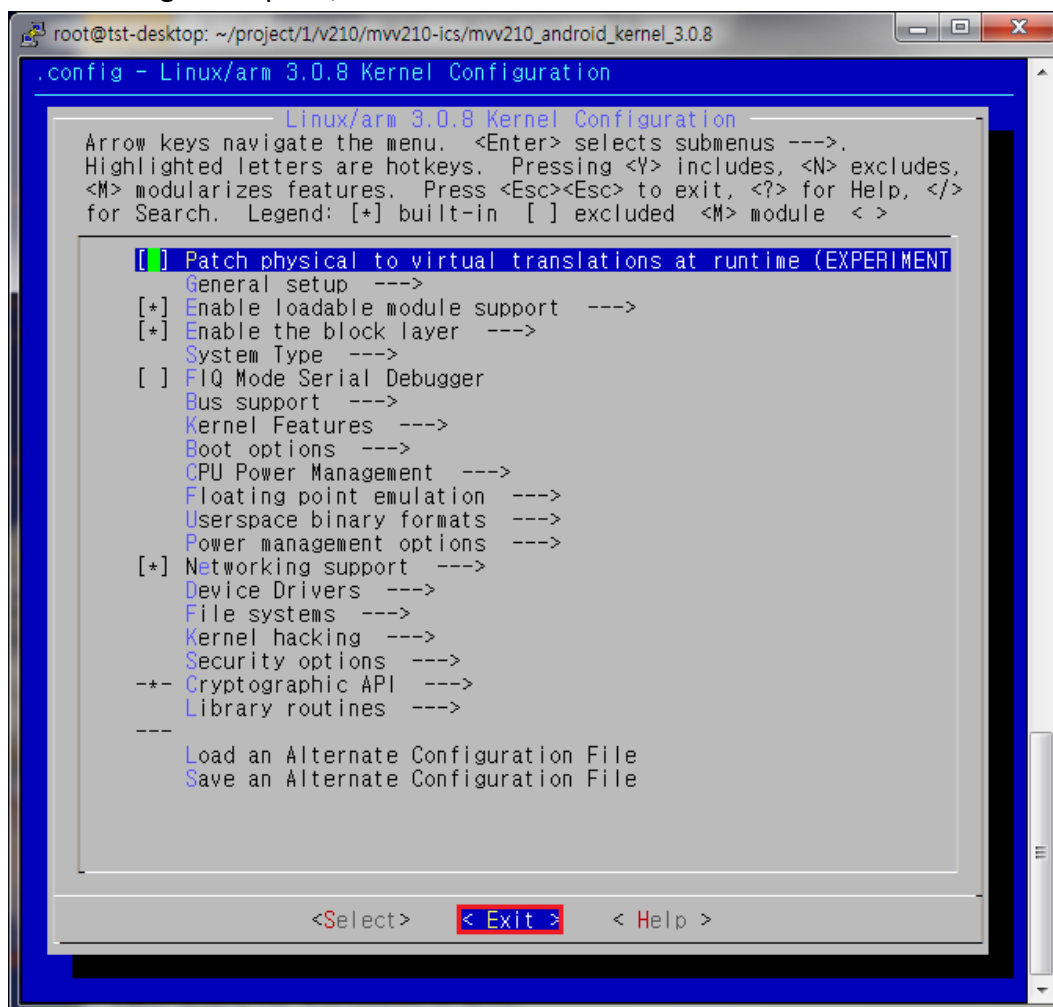 root@tst-desktop: ~/project/1/v210/mvv210-ics/mvv210_android_kernel_3.0.8
.config - Linux/arm 3.0.8 Kernel Configuration
Linux/arm 3.0.8 Kernel Configuration
Arrow keys navigate the menu.  <Enter> selects submenus --->.
Highlighted letters are hotkeys.  Pressing <Y> includes, <N> excludes,
<M> modularizes features.  Press <Esc><Esc> to exit, <?> for Help, </>
for Search.  Legend: [*] built-in  [ ] excluded  <M> module  < >
[ ] Patch physical to virtual translations at runtime (EXPERIMENT
General setup  --->
[*] Enable loadable module support  --->
[*] Enable the block layer  --->
System Type  --->
[ ] FIQ Mode Serial Debugger
Bus support  --->
Kernel Features  --->
Boot options  --->
CPU Power Management  --->
Floating point emulation  --->
Userspace binary formats  --->
Power management options  --->
[*] Networking support  --->
Device Drivers  --->
File systems  --->
Kernel hacking  --->
Security options  --->
-*- Cryptographic API  --->
Library routines  --->
---
Load an Alternate Configuration File
Save an Alternate Configuration File
<Select>    < Exit >    < Help >